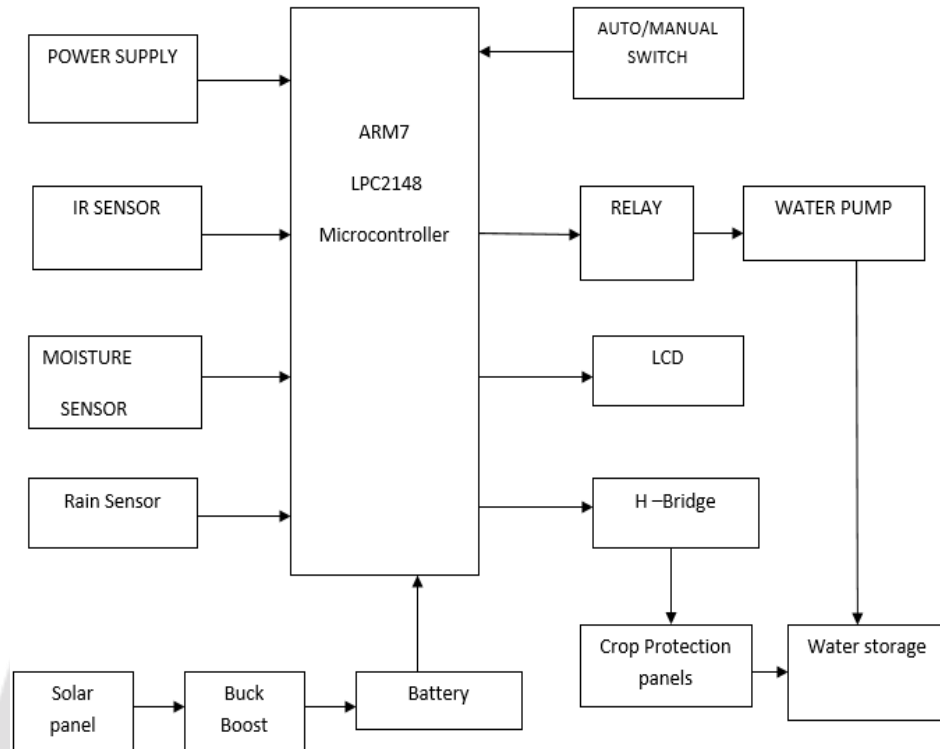 POWER SUPPLY
AUTO/MANUAL
SWITCH
ARM7
LPC2148
Microcontroller
IR SENSOR
RELAY
WATER PUMP
MOISTURE
SENSOR
LCD
Rain Sensor
H –Bridge
Crop Protection
panels
Water storage
Solar
panel
Buck
Boost
Battery